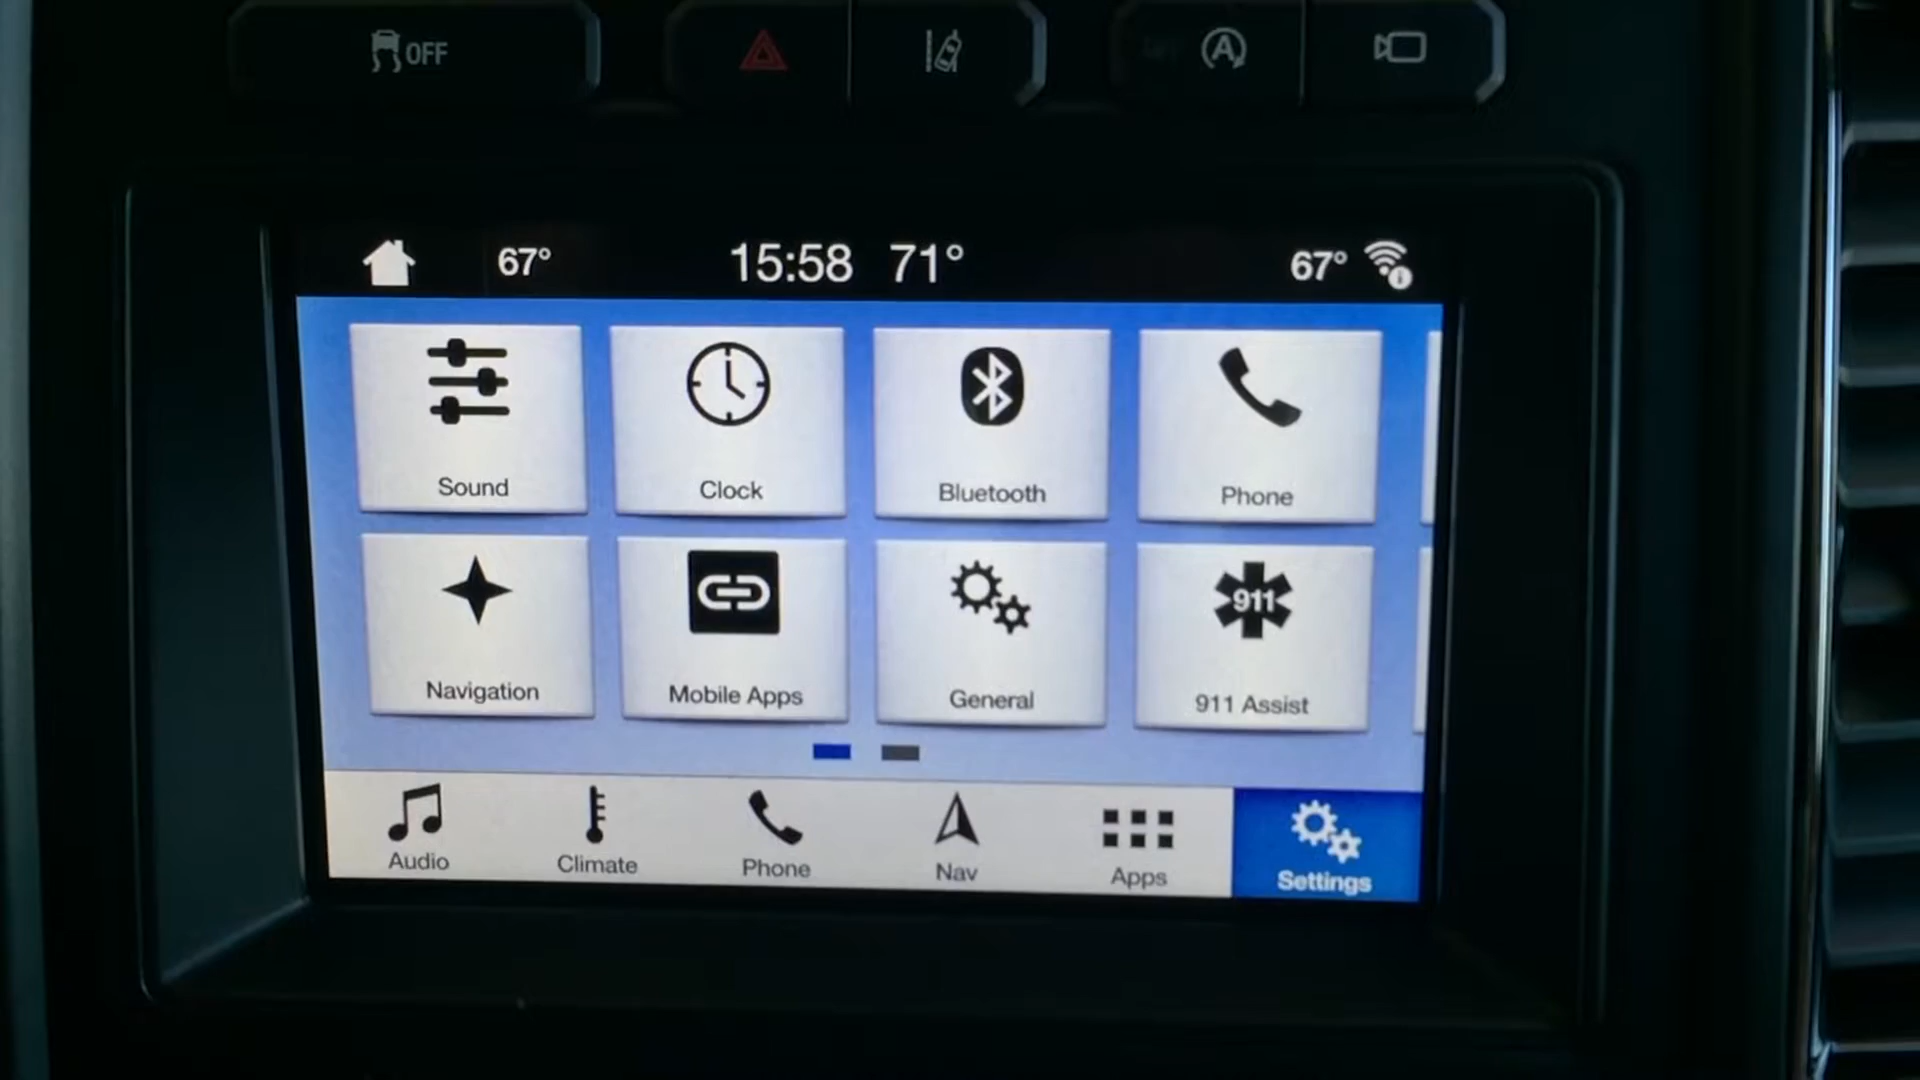 OFF
A
67° 15:58 71° 67°
Sound Clock Bluetooth Phone
911
Navigation Mobile Apps General 911 Assist
Audio Climate Phone Nav Apps Settings